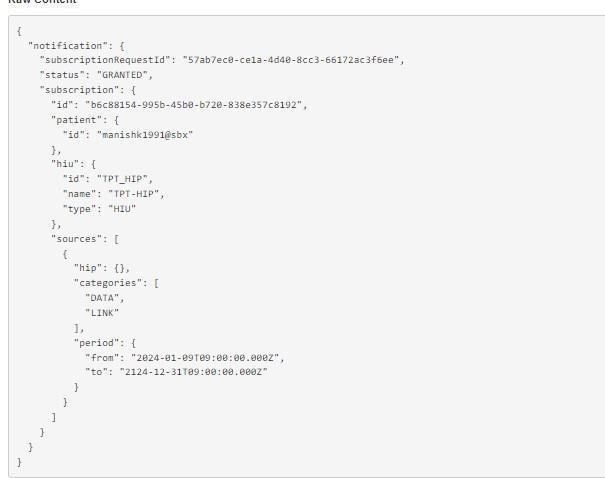 Raw Content
{
  "notification": {
    "subscriptionRequestId": "57ab7ec0-ce1a-4d40-8cc3-66172ac3f6ee",
    "status": "GRANTED",
    "subscription": {
      "id": "b6c88154-995b-45b0-b720-838e357c8192",
      "patient": {
        "id": "manishk1991@sbx"
      },
      "hiu": {
        "id": "TPT_HIP",
        "name": "TPT-HIP",
        "type": "HIU"
      },
      "sources": [
        {
          "hip": {},
          "categories": [
            "DATA",
            "LINK"
          ],
          "period": {
            "from": "2024-01-09T09:00:00.000Z",
            "to": "2124-12-31T09:00:00.000Z"
          }
        }
      ]
    }
  }
}